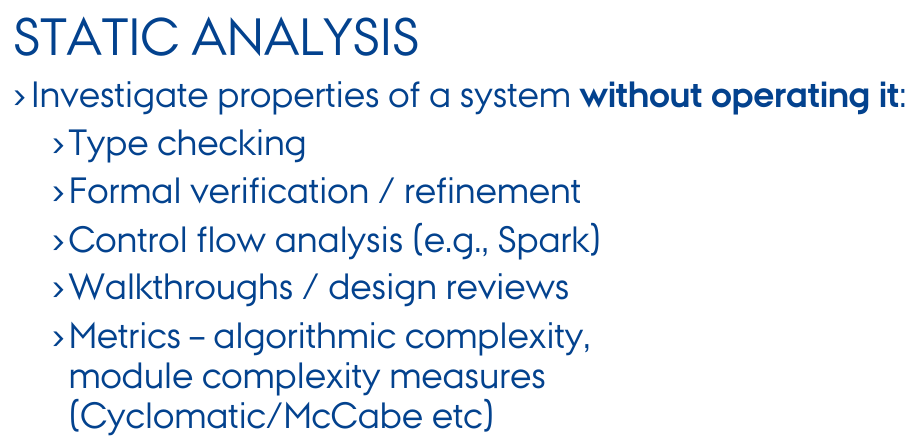 STATIC ANALYSIS
› Investigate properties of a system without operating it:
› Type checking
› Formal verification / refinement
› Control flow analysis (e.g., Spark)
› Walkthroughs / design reviews
› Metrics – algorithmic complexity,
module complexity measures
(Cyclomatic/McCabe etc)